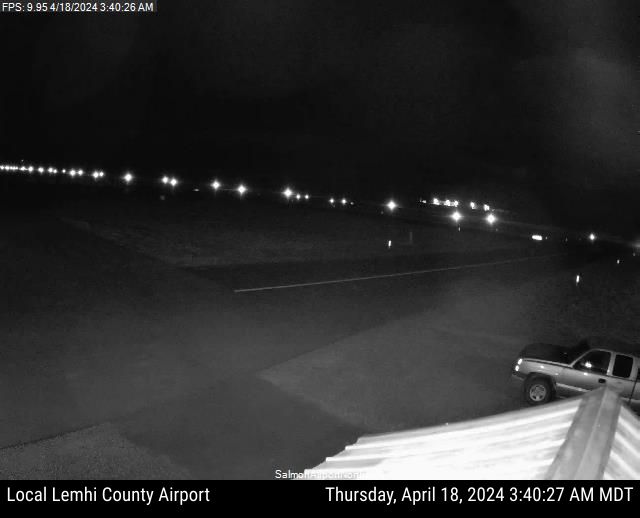 FPS: 9.95 4/18/2024 3:40:26 AM
SalmonAirportNorth
Local Lemhi County Airport
Thursday, April 18, 2024 3:40:27 AM MDT